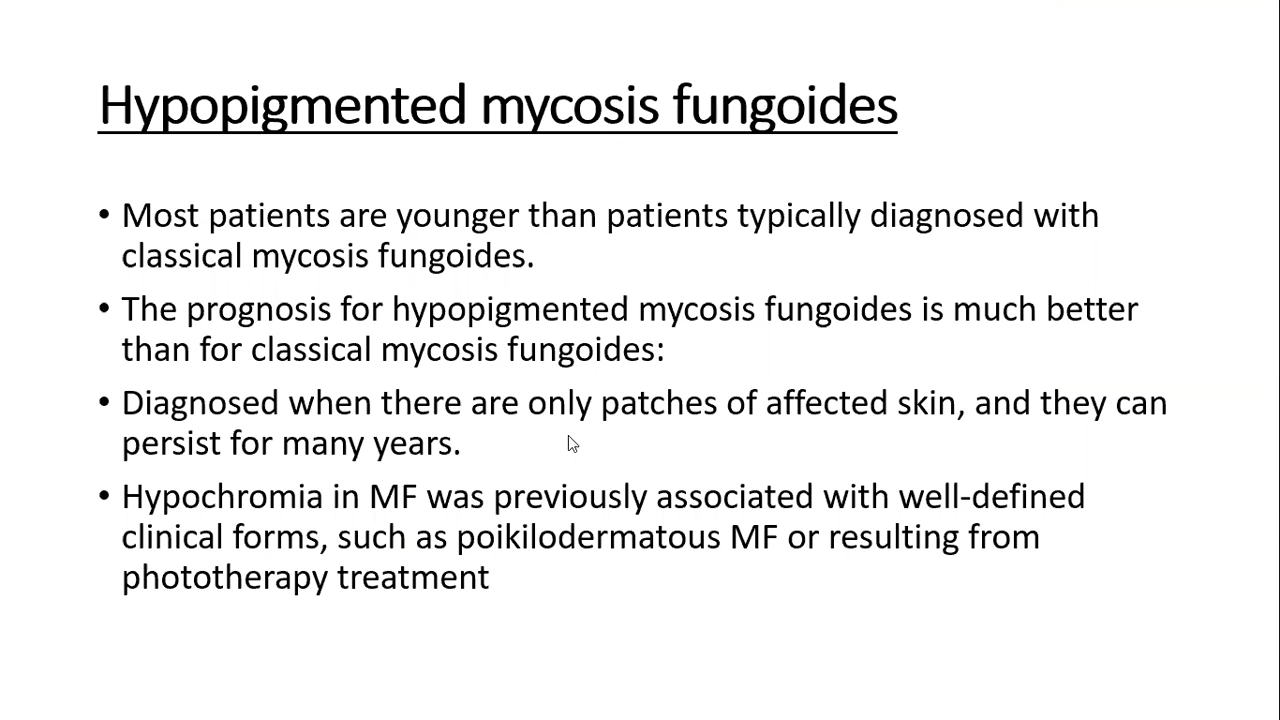 Hypopigmented mycosis fungoides
• Most patients are younger than patients typically diagnosed with
classical mycosis fungoides.
• The prognosis for hypopigmented mycosis fungoides is much better
than for classical mycosis fungoides:
• Diagnosed when there are only patches of affected skin, and they can
persist for many years.
• Hypochromia in MF was previously associated with well-defined
clinical forms, such as poikilodermatous MF or resulting from
phototherapy treatment